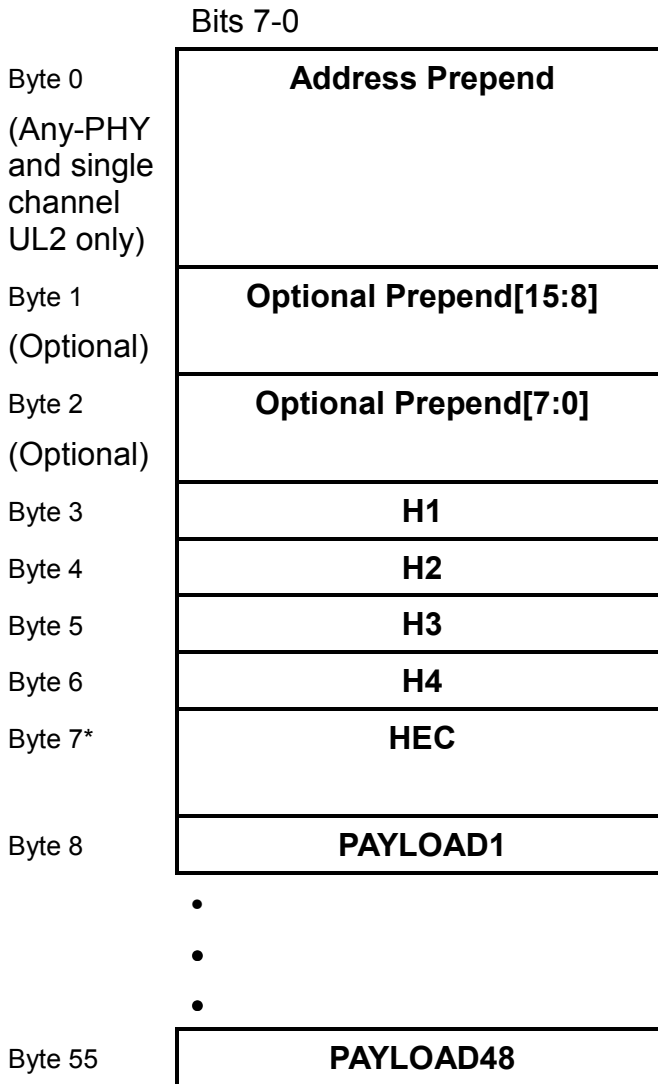 Bits 7-0
Byte 0
Address Prepend
(Any-PHY
and single
channel
UL2 only)
Byte 1
Optional Prepend[15:8]
(Optional)
Byte 2
Optional Prepend[7:0]
(Optional)
Byte 3
H1
Byte 4
H2
Byte 5
H3
Byte 6
H4
Byte 7*
HEC
Byte 8
PAYLOAD1
•
•
•
Byte 55
PAYLOAD48